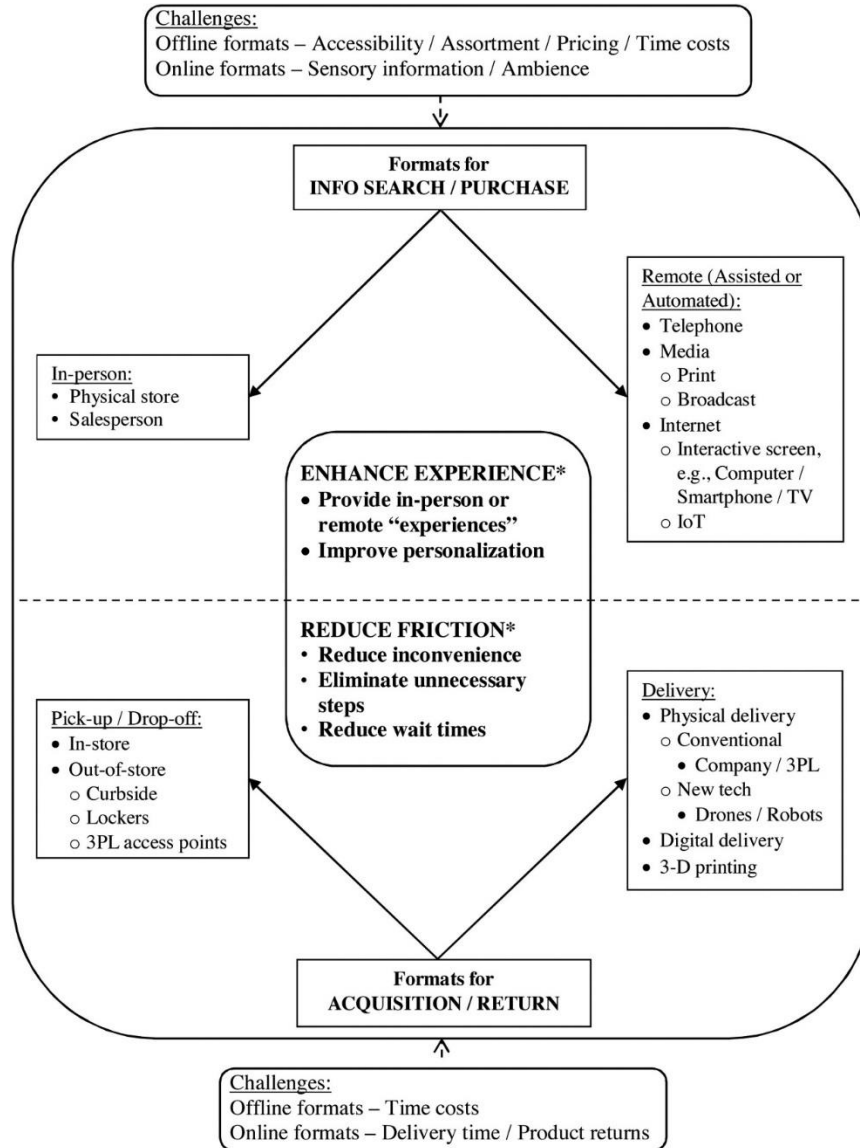 Challenges:
Offline formats – Accessibility / Assortment / Pricing / Time costs
Online formats – Sensory information / Ambience
Formats for
INFO SEARCH / PURCHASE
In-person:
• Physical store
• Salesperson
Remote (Assisted or
Automated):
• Telephone
• Media
o Print
o Broadcast
• Internet
o Interactive screen,
e.g., Computer /
Smartphone / TV
o IoT
ENHANCE EXPERIENCE*
• Provide in-person or
remote “experiences”
• Improve personalization
REDUCE FRICTION*
• Reduce inconvenience
• Eliminate unnecessary
steps
• Reduce wait times
Pick-up / Drop-off:
• In-store
• Out-of-store
o Curbside
o Lockers
o 3PL access points
Delivery:
• Physical delivery
o Conventional
• Company / 3PL
o New tech
• Drones / Robots
• Digital delivery
• 3-D printing
Formats for
ACQUISITION / RETURN
Challenges:
Offline formats – Time costs
Online formats – Delivery time / Product returns